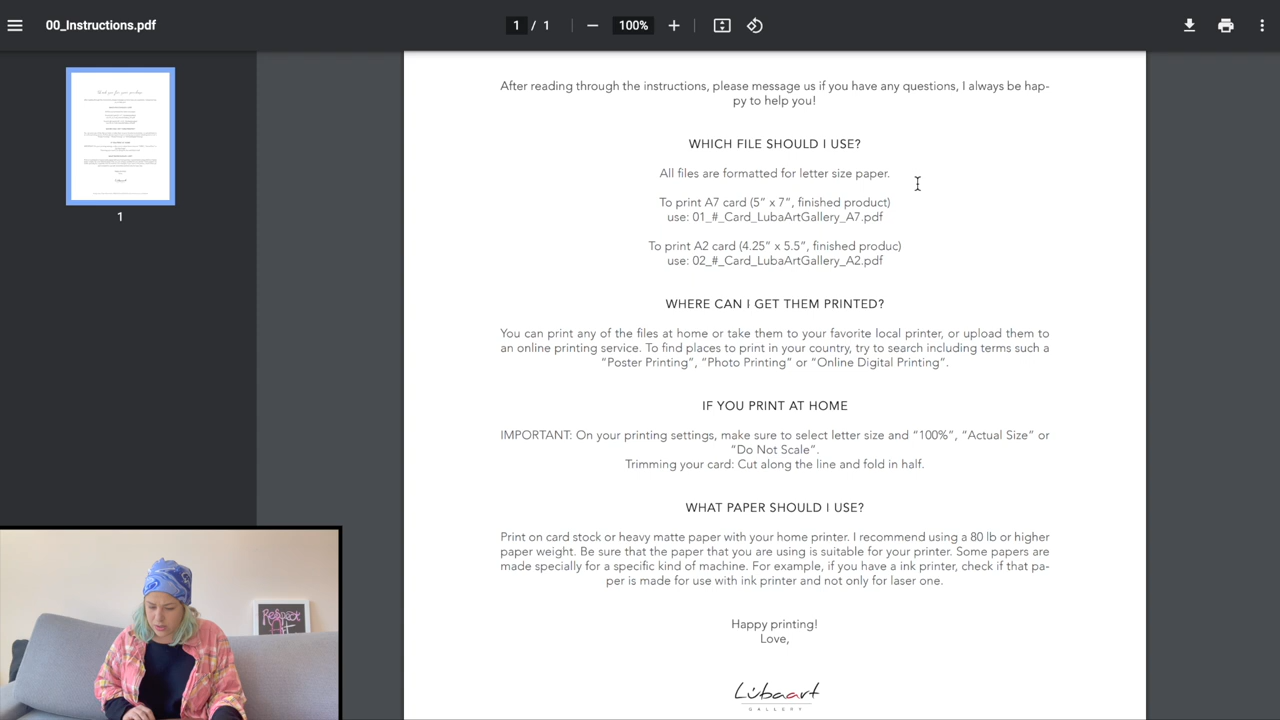 00_Instructions.pdf
1 / 1
100%
1
After reading through the instructions, please message us if you have any questions, I always be hap-
py to help you!
WHICH FILE SHOULD I USE?
All files are formatted for letter size paper.
To print A7 card (5” x 7”, finished product)
use: 01_#_Card_LubaArtGallery_A7.pdf
To print A2 card (4.25” x 5.5”, finished produc)
use: 02_#_Card_LubaArtGallery_A2.pdf
WHERE CAN I GET THEM PRINTED?
You can print any of the files at home or take them to your favorite local printer, or upload them to
an online printing service. To find places to print in your country, try to search including terms such a
“Poster Printing”, “Photo Printing” or “Online Digital Printing”.
IF YOU PRINT AT HOME
IMPORTANT: On your printing settings, make sure to select letter size and “100%”, “Actual Size” or
“Do Not Scale”.
Trimming your card: Cut along the line and fold in half.
WHAT PAPER SHOULD I USE?
Print on card stock or heavy matte paper with your home printer. I recommend using a 80 lb or higher
paper weight. Be sure that the paper that you are using is suitable for your printer. Some papers are
made specially for a specific kind of machine. For example, if you have a ink printer, check if that pa-
per is made for use with ink printer and not only for laser one.
Happy printing!
Love,
Lubaart
GALLERY